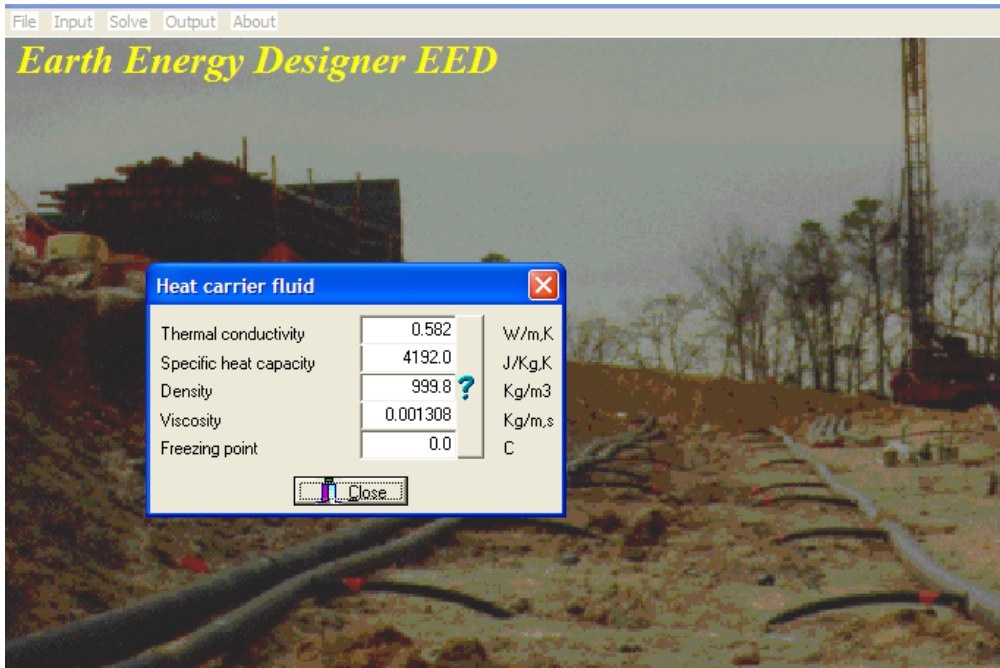 File Input Solve Output About
Earth Energy Designer EED
Heat carrier fluid
Thermal conductivity 0.582 W/m,K
Specific heat capacity 4192.0 J/Kg,K
Density 999.8 ? Kg/m3
Viscosity 0.001308 Kg/m,s
Freezing point 0.0 C
Close